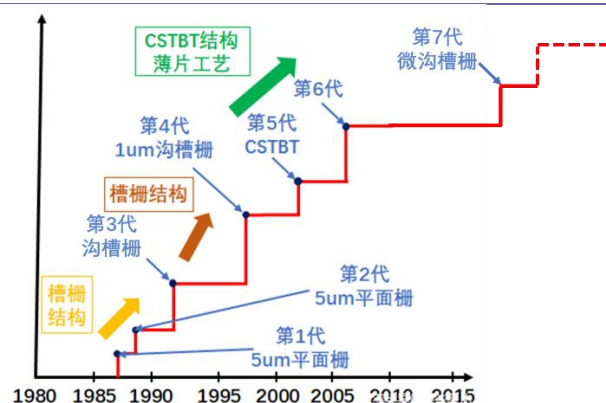 CSTBT结构
薄片工艺
第7代
微沟槽栅
第6代
第5代
CSTBT
第4代
1um沟槽栅
槽栅结构
第3代
沟槽栅
槽栅
结构
第2代
5um平面栅
第1代
5um平面栅
1980 1985 1990 1995 2000 2005 2010 2015